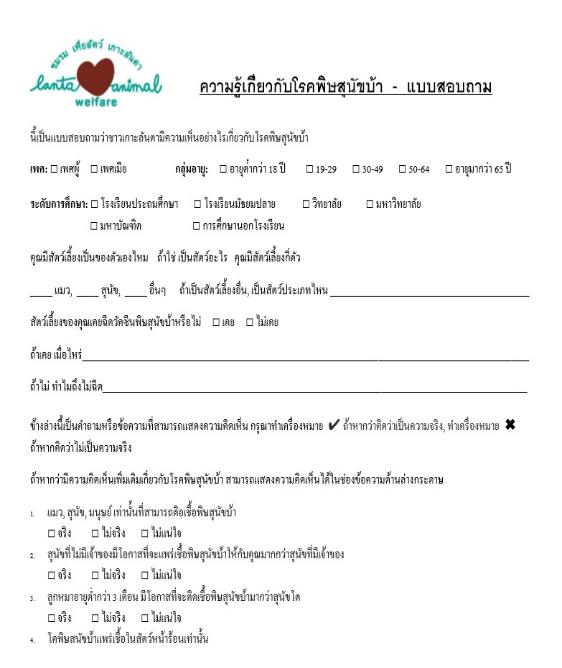 ชมรม เพื่อสัตว์ เกาะลันตา
lanta animal
welfare
ความรู้เกี่ยวกับโรคพิษสุนัขบ้า - แบบสอบถาม
นี้เป็นแบบสอบถามว่าชาวเกาะลันตามีความเห็นอย่างไรเกี่ยวกับโรคพิษสุนัขบ้า
เพศ: ☐ เพศผู้ ☐ เพศเมีย กลุ่มอายุ: ☐ อายุต่ำกว่า 18 ปี ☐ 19-29 ☐ 30-49 ☐ 50-64 ☐ อายุมากว่า 65 ปี
ระดับการศึกษา: ☐ โรงเรียนประถมศึกษา ☐ โรงเรียนมัธยมปลาย ☐ วิทยาลัย ☐ มหาวิทยาลัย
☐ มหาบัณฑิต ☐ การศึกษานอกโรงเรียน
คุณมีสัตว์เลี้ยงเป็นของตัวเองไหม ถ้าใช่ เป็นสัตว์อะไร คุณมีสัตว์เลี้ยงกี่ตัว
____ แมว, ____ สุนัข, ____ อื่นๆ ถ้าเป็นสัตว์เลี้ยงอื่น, เป็นสัตว์ประเภทไหน ____
สัตว์เลี้ยงของคุณเคยฉีดวัคซีนพิษสุนัขบ้าหรือไม่ ☐ เคย ☐ ไม่เคย
ถ้าเคย เมื่อไหร่____
ถ้าไม่ ทำไมถึงไม่ฉีด____
ข้างล่างนี้เป็นคำถามหรือข้อความที่สามารถแสดงความคิดเห็น กรุณาทำเครื่องหมาย ✔ ถ้าหากว่าคิดว่าเป็นความจริง, ทำเครื่องหมาย ✖
ถ้าหากคิดว่าไม่เป็นความจริง
ถ้าหากว่ามีความคิดเห็นเพิ่มเติมเกี่ยวกับโรคพิษสุนัขบ้า สามารถแสดงความคิดเห็นได้ในช่องข้อความด้านล่างกระดาษ
1. แมว, สุนัข, มนุษย์ เท่านั้นที่สามารถติดเชื้อพิษสุนัขบ้า
☐ จริง ☐ ไม่จริง ☐ ไม่แน่ใจ
2. สุนัขที่ไม่มีเจ้าของมีโอกาสที่จะแพร่เชื้อพิษสุนัขบ้าให้กับคุณมากกว่าสุนัขที่มีเจ้าของ
☐ จริง ☐ ไม่จริง ☐ ไม่แน่ใจ
3. ลูกหมาอายุต่ำกว่า 3 เดือน มีโอกาสที่จะติดเชื้อพิษสุนัขบ้ามากว่าสุนัขโต
☐ จริง ☐ ไม่จริง ☐ ไม่แน่ใจ
4. โคพิษสุนัขบ้าแพร่เชื้อในสัตว์หน้าร้อนเท่านั้น